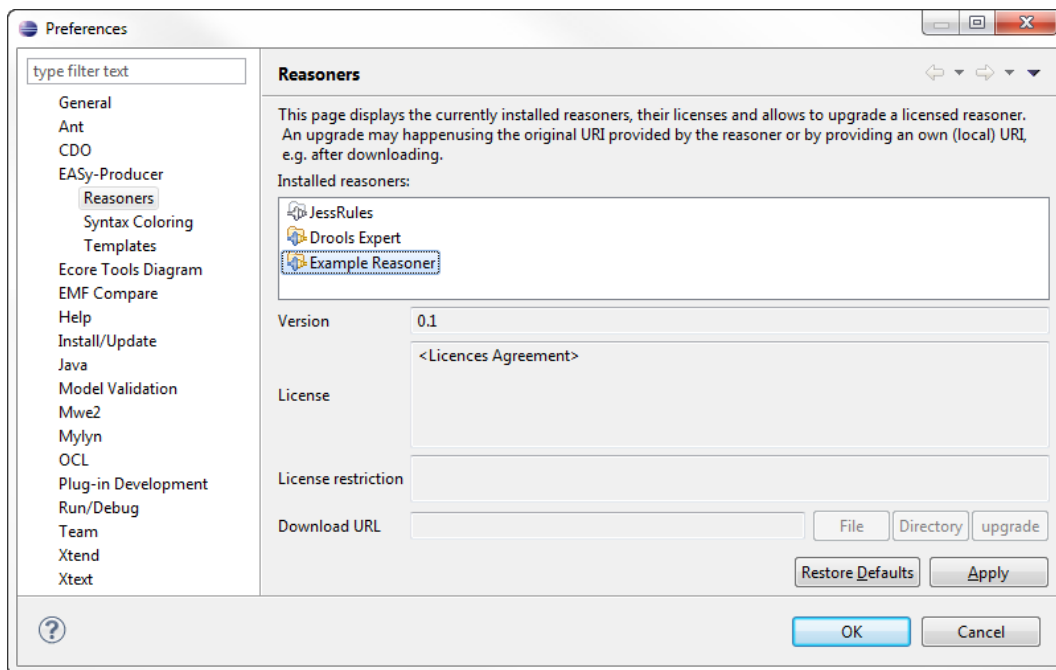 Preferences
type filter text
General
Ant
CDO
EASy-Producer
Reasoners
Syntax Coloring
Templates
Ecore Tools Diagram
EMF Compare
Help
Install/Update
Java
Model Validation
Mwe2
Mylyn
OCL
Plug-in Development
Run/Debug
Team
Xtend
Xtext
Reasoners
This page displays the currently installed reasoners, their licenses and allows to upgrade a licensed reasoner.
An upgrade may happenusing the original URI provided by the reasoner or by providing an own (local) URI,
e.g. after downloading.
Installed reasoners:
JessRules
Drools Expert
Example Reasoner
Version 0.1
License <Licences Agreement>
License restriction
Download URL File Directory upgrade
Restore Defaults Apply
? OK Cancel